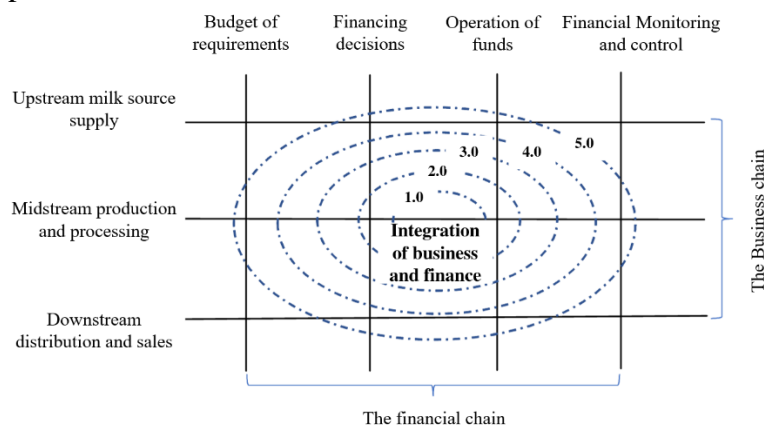 Budget of
requirements
Financing
decisions
Operation of
funds
Financial Monitoring
and control
Upstream milk source
supply
Midstream production
and processing
Downstream
distribution and sales
5.0
4.0
3.0
2.0
1.0
Integration
of business
and finance
The Business chain
The financial chain